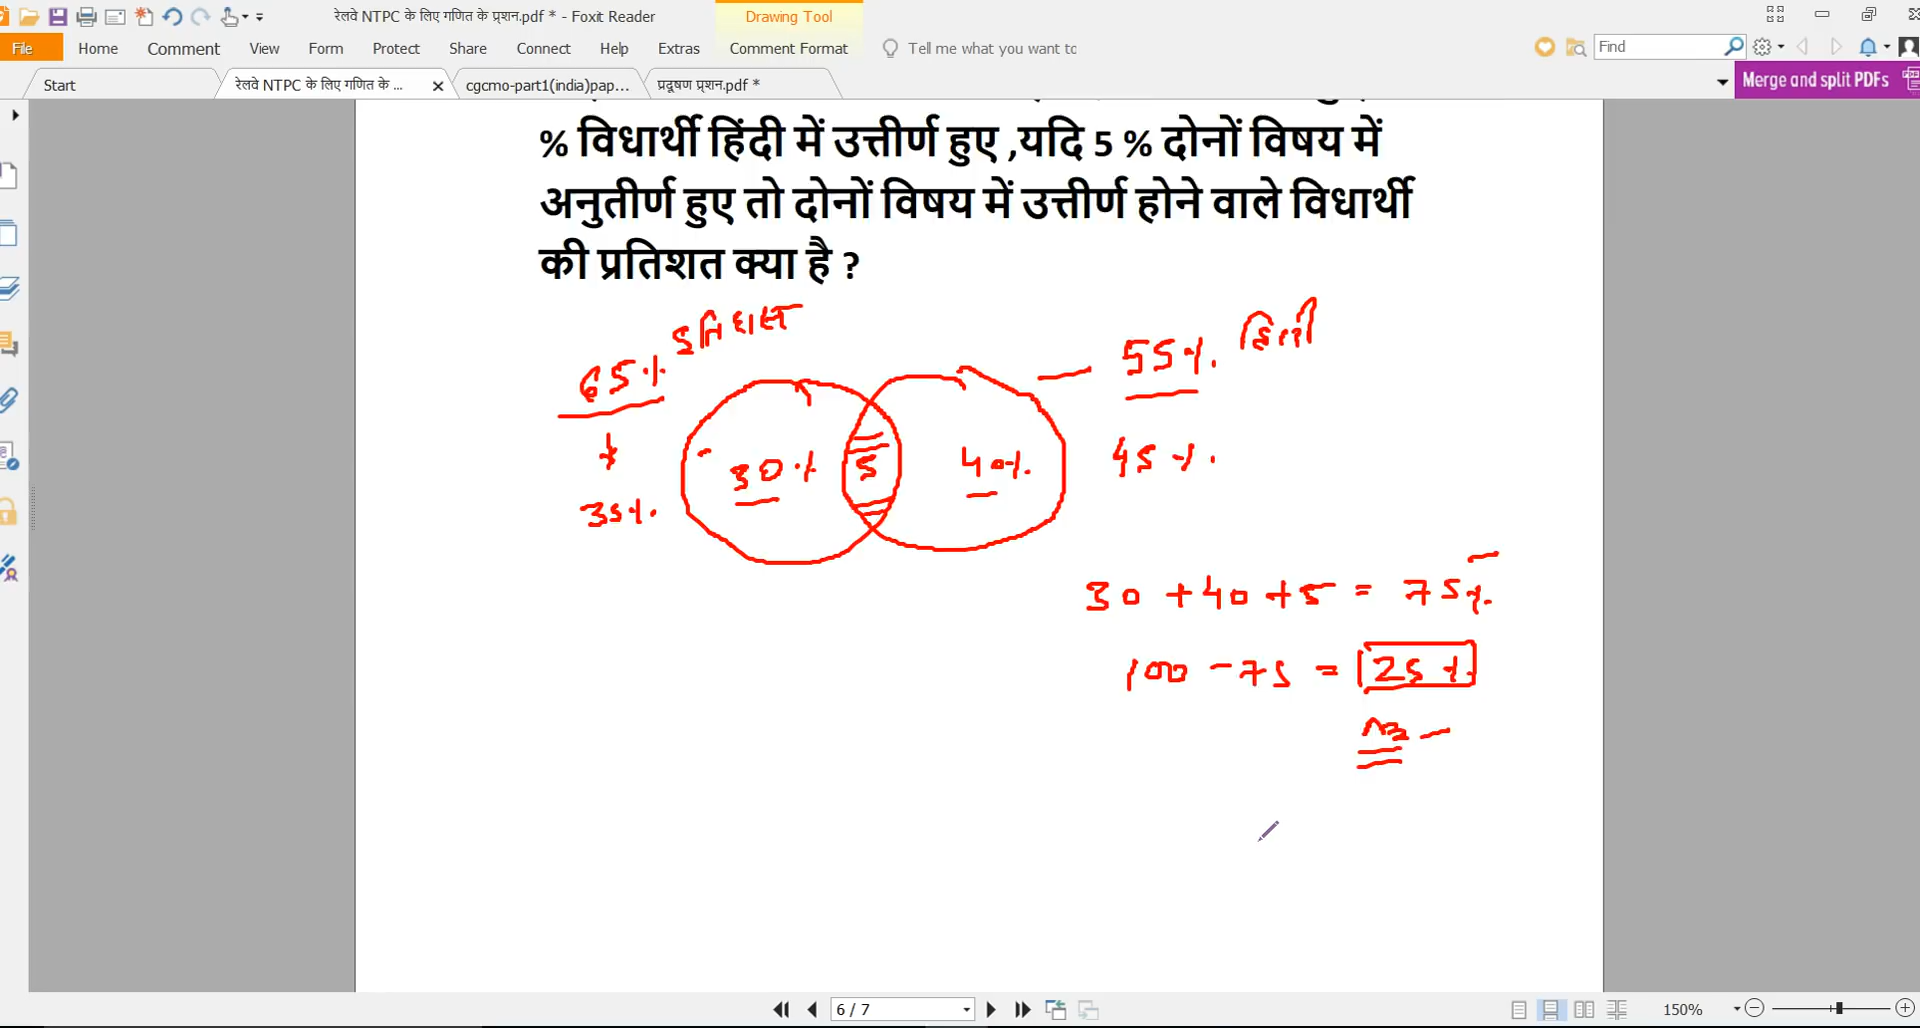 रेलवे NTPC के लिए गणित के प्रशन.pdf * - Foxit Reader
Drawing Tool
File Home Comment View Form Protect Share Connect Help Extras Comment Format Tell me what you want to
Find
Start
रेलवे NTPC के लिए गणित के ...
cgcmo-part1(india)pap...
प्रदूषण प्र्शन.pdf *
Merge and split PDFs
% विधार्थी हिंदी में उत्तीर्ण हुए ,यदि 5 % दोनों विषय में
अनुतीर्ण हुए तो दोनों विषय में उत्तीर्ण होने वाले विधार्थी
की प्रतिशत क्या है ?
65%
55%
30% 5 40% 45%
35%
30 + 40 + 5 = 75%
100 - 75 = 25%
6 / 7
150%